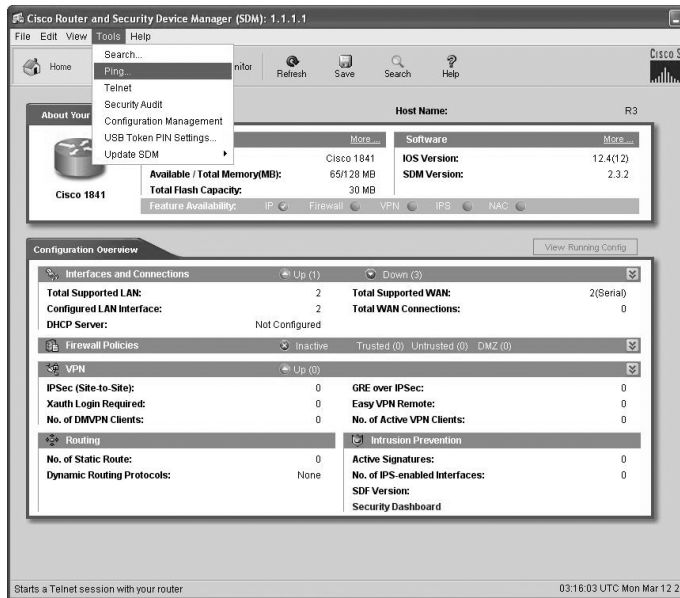 Cisco Router and Security Device Manager (SDM): 1.1.1.1
File Edit View Tools Help
Home
nitor
Refresh
Save
Search
Help
Cisco S
Search...
Ping...
Telnet
Security Audit
Configuration Management
USB Token PIN Settings...
Update SDM
About Your
Host Name: R3
More ...
Software More ...
Cisco 1841
Cisco 1841
IOS Version: 12.4(12)
Available / Total Memory(MB): 65/128 MB
SDM Version: 2.3.2
Total Flash Capacity: 30 MB
Feature Availability: IP Firewall VPN IPS NAC
Configuration Overview
View Running Config
Interfaces and Connections Up (1) Down (3)
Total Supported LAN: 2 Total Supported WAN: 2(Serial)
Configured LAN Interface: 2 Total WAN Connections: 0
DHCP Server: Not Configured
Firewall Policies Inactive Trusted (0) Untrusted (0) DMZ (0)
VPN Up (0)
IPSec (Site-to-Site): 0 GRE over IPSec: 0
Xauth Login Required: 0 Easy VPN Remote: 0
No. of DMVPN Clients: 0 No. of Active VPN Clients: 0
Routing Intrusion Prevention
No. of Static Route: 0 Active Signatures: 0
Dynamic Routing Protocols: None No. of IPS-enabled Interfaces: 0
SDF Version:
Security Dashboard
Starts a Telnet session with your router 03:16:03 UTC Mon Mar 12 2